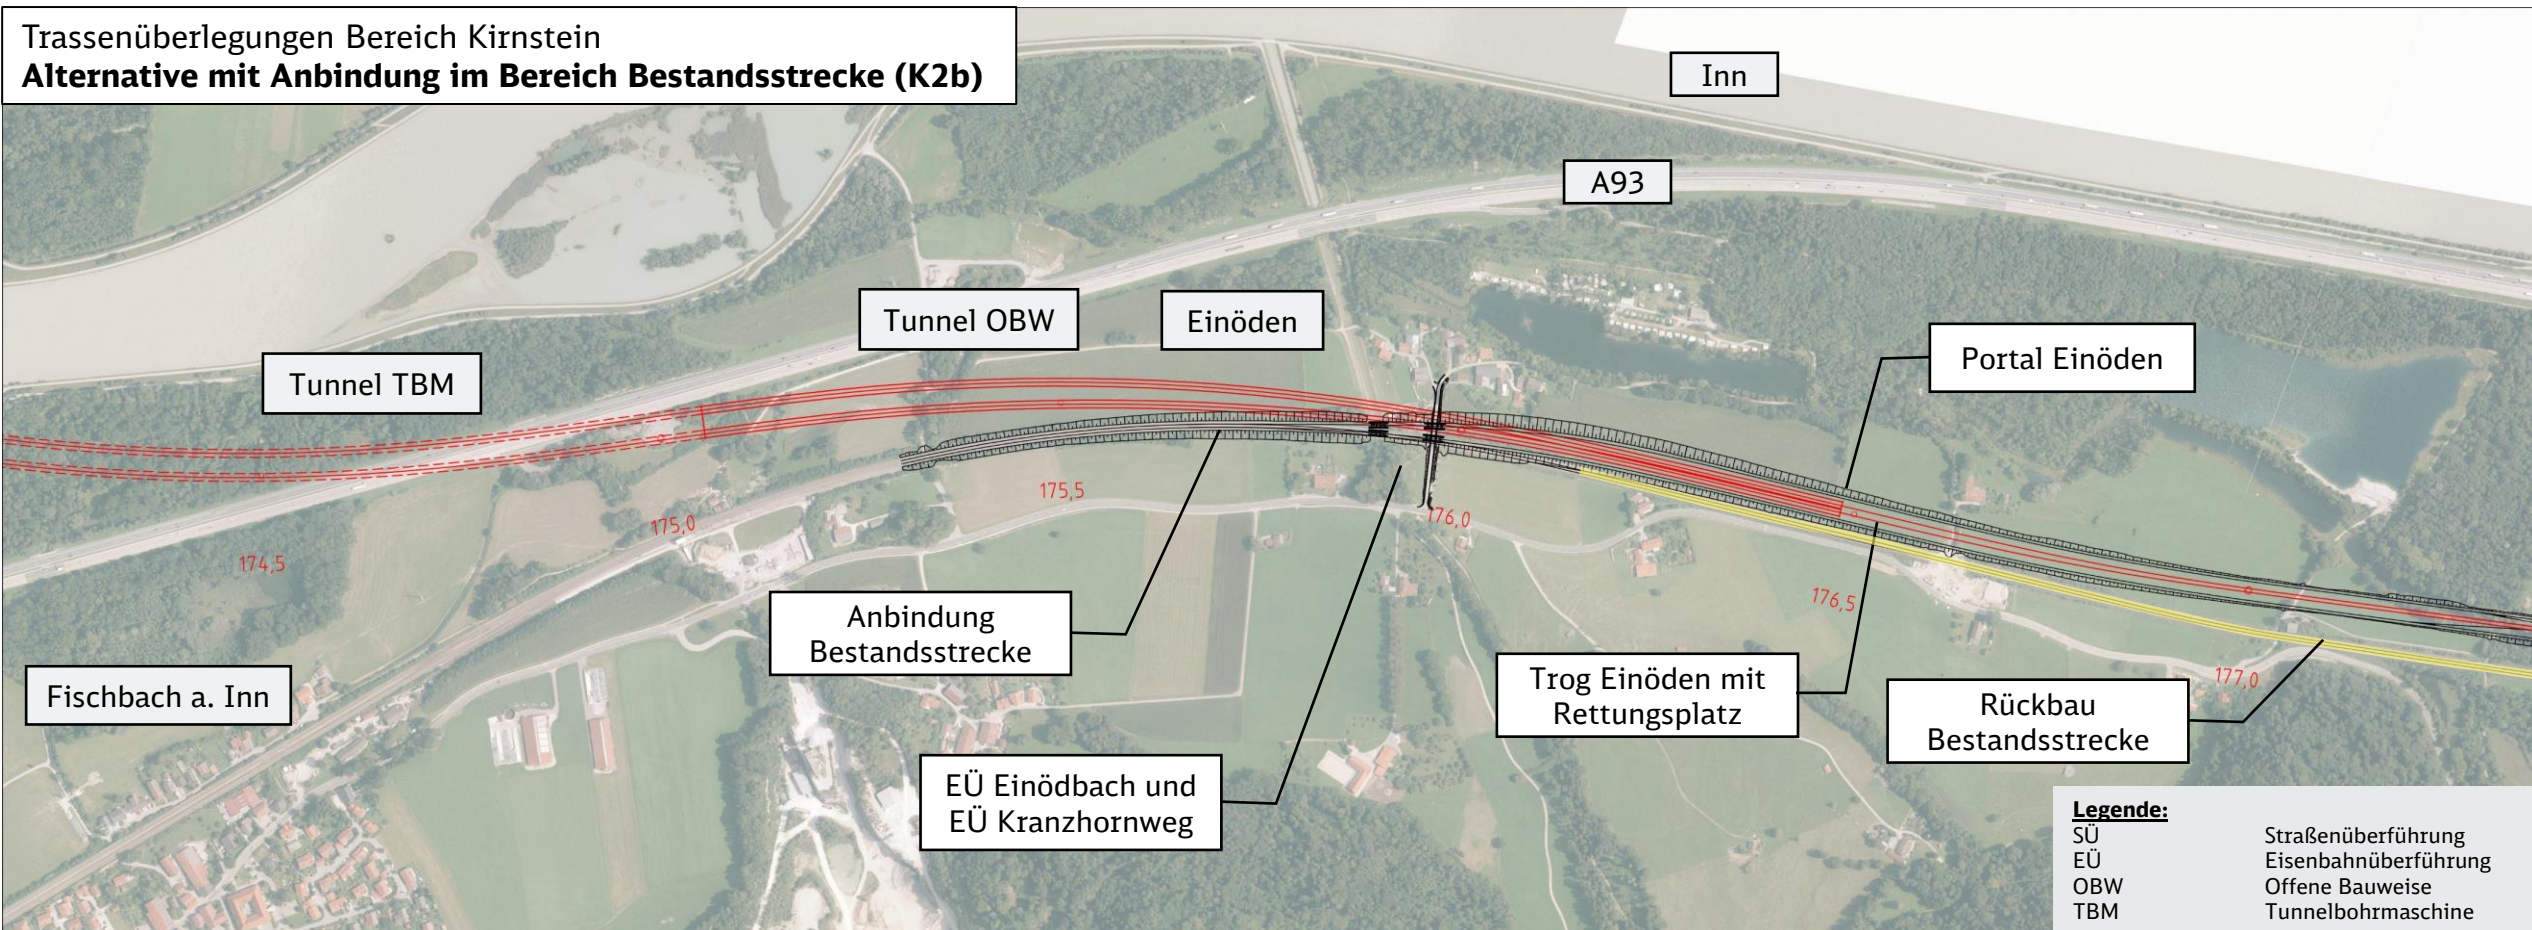 Trassenüberlegungen Bereich Kirnstein
Alternative mit Anbindung im Bereich Bestandsstrecke (K2b)
Inn
A93
Tunnel OBW
Einöden
Tunnel TBM
Portal Einöden
175,5
175,0
176,0
174,5
176,5
Anbindung
Bestandsstrecke
Fischbach a. Inn
Trog Einöden mit
Rettungsplatz
177,0
Rückbau
Bestandsstrecke
EÜ Einödbach und
EÜ Kranzhornweg
Legende:
SÜ Straßenüberführung
EÜ Eisenbahnüberführung
OBW Offene Bauweise
TBM Tunnelbohrmaschine